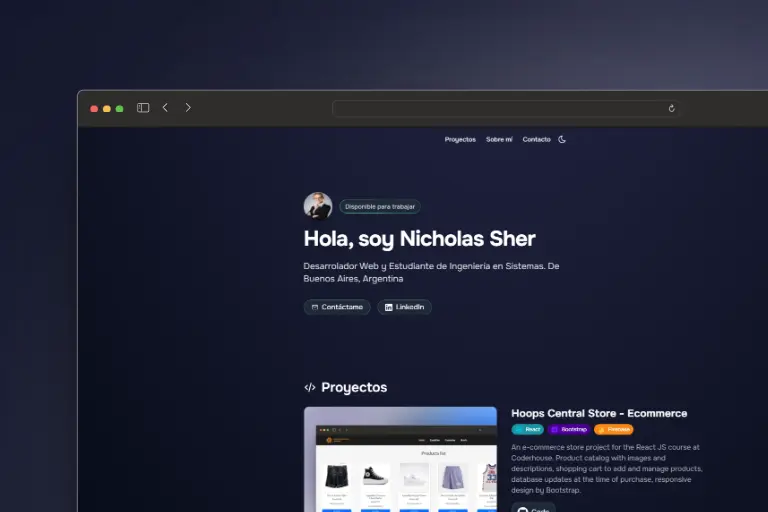 Proyectos Sobre mí Contacto
Disponible para trabajar
Hola, soy Nicholas Sher
Desarrolador Web y Estudiante de Ingeniería en Sistemas. De
Buenos Aires, Argentina
Contáctame LinkedIn
</> Proyectos
Hoops Central Store - Ecommerce
React Bootstrap Firebase
An e-commerce store project for the React JS course at
Coderhouse. Product catalog with images and
descriptions, shopping cart to add and manage products,
database updates at the time of purchase, responsive
design by Bootstrap.
Code
Products list